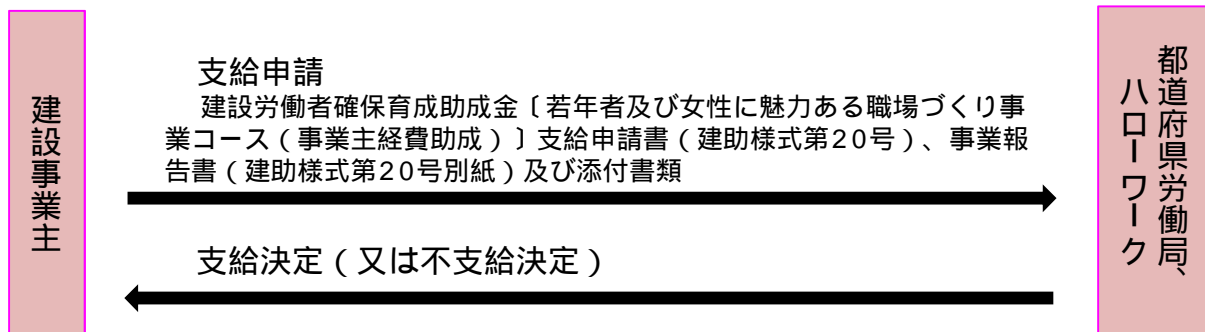 建設事業主
支給申請
建設労働者確保育成助成金〔若年者及び女性に魅力ある職場づくり事
業コース(事業主経費助成)〕支給申請書(建助様式第20号)、事業報
告書(建助様式第20号別紙)及び添付書類
支給決定(又は不支給決定)
都道府県労働局、
ハローワーク